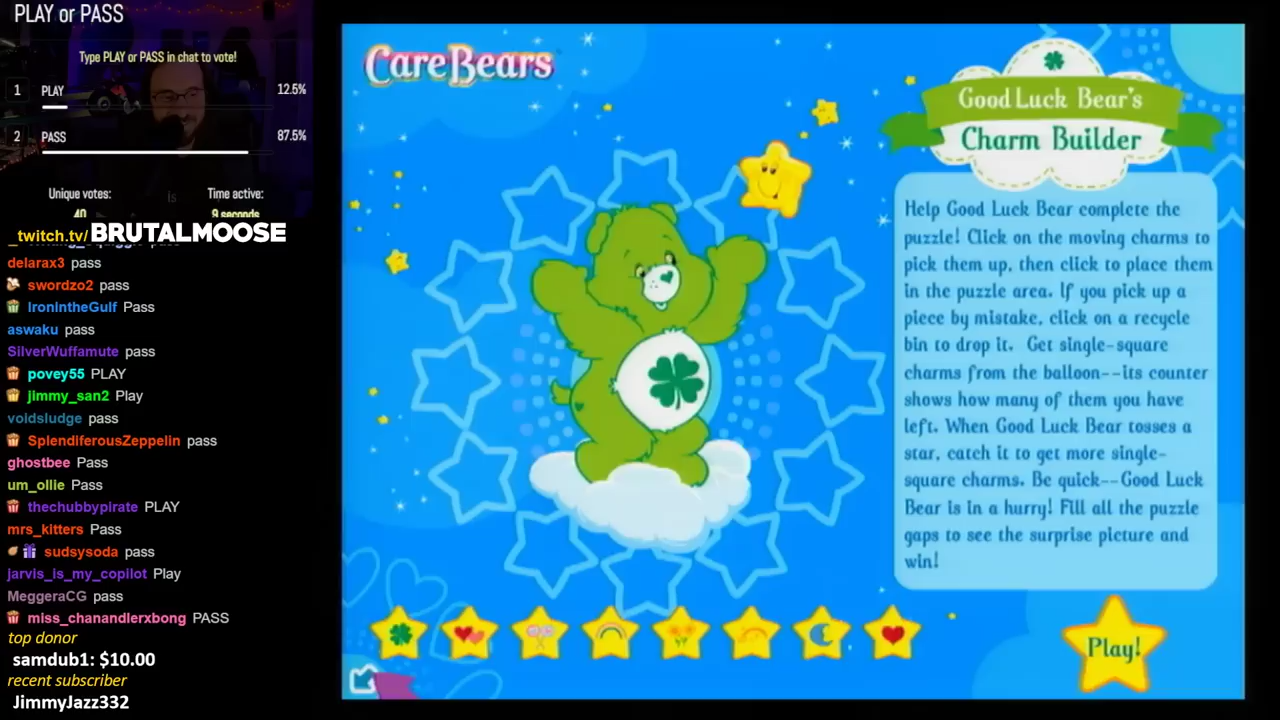 PLAY or PASS
Type PLAY or PASS in chat to vote!
1 PLAY 12.5%
2 PASS 87.5%
Unique votes:
40
is
Time active:
9 seconds
twitch.tv/BRUTALMOOSE
pass
delarax3 pass
swordzo2 pass
IronintheGulf Pass
aswaku pass
SilverWuffamute pass
povey55 PLAY
jimmy_san2 Play
voidsludge pass
SplendiferousZeppelin pass
ghostbee Pass
um_ollie Pass
thechubbypirate PLAY
mrs_kitters Pass
sudsysoda pass
jarvis_is_my_copilot Play
MeggeraCG pass
miss_chanandlerxbong PASS
top donor
samdub1: $10.00
recent subscriber
JimmyJazz332
Care Bears
Good Luck Bear's
Charm Builder
Help Good Luck Bear complete the
puzzle! Click on the moving charms to
pick them up, then click to place them
in the puzzle area. If you pick up a
piece by mistake, click on a recycle
bin to drop it. Get single-square
charms from the balloon--its counter
shows how many of them you have
left. When Good Luck Bear tosses a
star, catch it to get more single-
square charms. Be quick--Good Luck
Bear is in a hurry! Fill all the puzzle
gaps to see the surprise picture and
win!
Play!